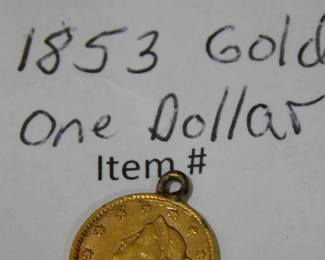 1853 Gold
One Dollar
Item #